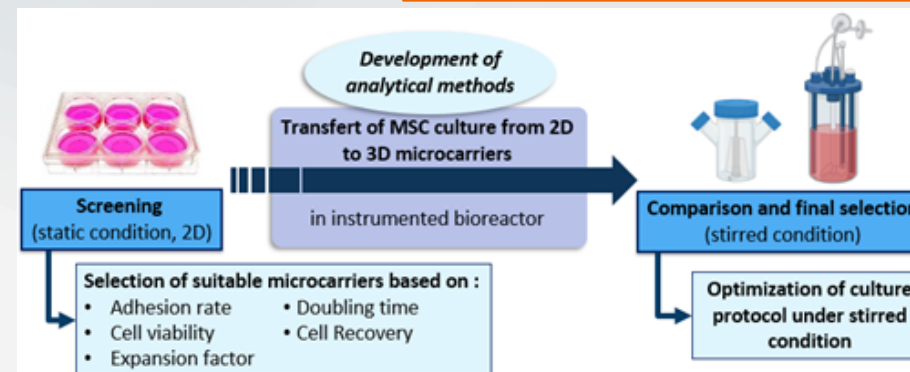 Development of
analytical methods
Transfert of MSC culture from 2D
to 3D microcarriers
in instrumented bioreactor
Screening
(static condition, 2D)
Selection of suitable microcarriers based on :
• Adhesion rate
• Cell viability
• Expansion factor
• Doubling time
• Cell Recovery
Comparison and final selection
(stirred condition)
Optimization of culture
protocol under stirred
condition